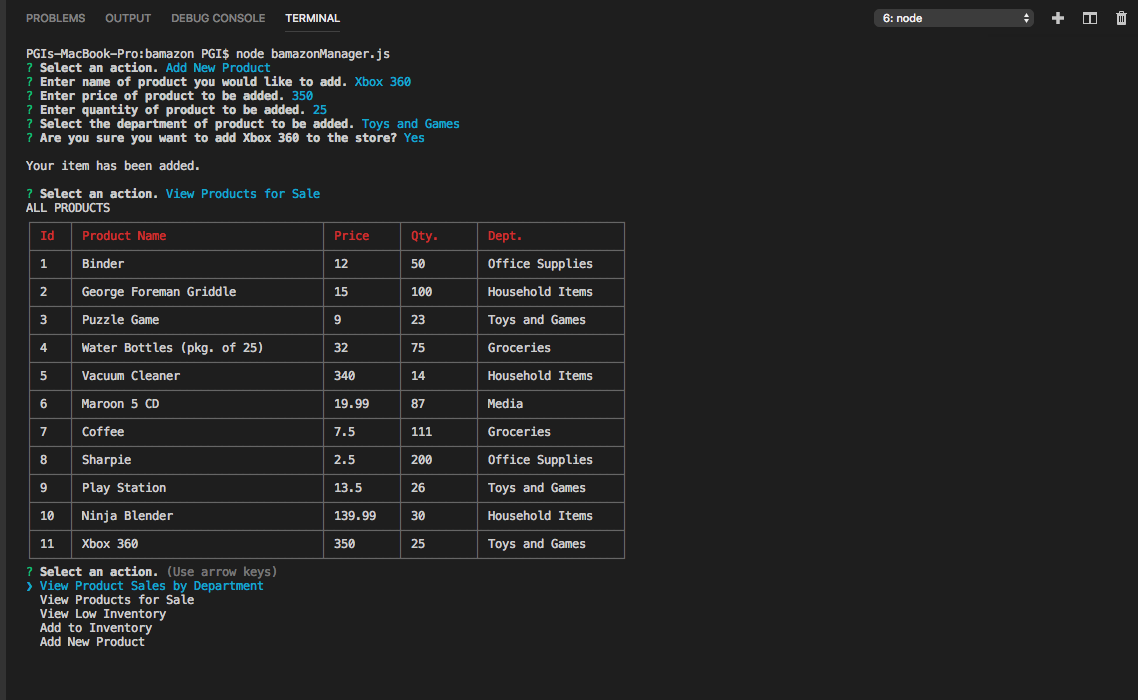 PROBLEMS OUTPUT DEBUG CONSOLE TERMINAL 6: node
PGIs-MacBook-Pro:bamazon PGI$ node bamazonManager.js
? Select an action. Add New Product
? Enter name of product you would like to add. Xbox 360
? Enter price of product to be added. 350
? Enter quantity of product to be added. 25
? Select the department of product to be added. Toys and Games
? Are you sure you want to add Xbox 360 to the store? Yes
Your item has been added.
? Select an action. View Products for Sale
ALL PRODUCTS
Id Product Name Price Qty. Dept.
1 Binder 12 50 Office Supplies
2 George Foreman Griddle 15 100 Household Items
3 Puzzle Game 9 23 Toys and Games
4 Water Bottles (pkg. of 25) 32 75 Groceries
5 Vacuum Cleaner 340 14 Household Items
6 Maroon 5 CD 19.99 87 Media
7 Coffee 7.5 111 Groceries
8 Sharpie 2.5 200 Office Supplies
9 Play Station 13.5 26 Toys and Games
10 Ninja Blender 139.99 30 Household Items
11 Xbox 360 350 25 Toys and Games
? Select an action. (Use arrow keys)
❯ View Product Sales by Department
View Products for Sale
View Low Inventory
Add to Inventory
Add New Product